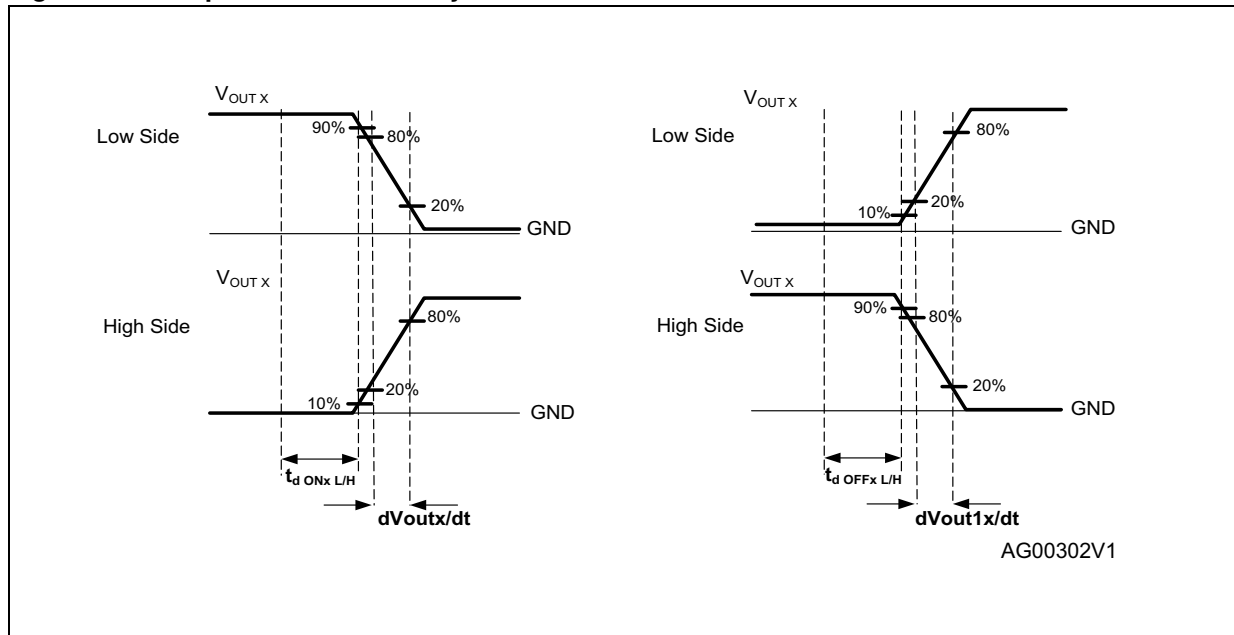 V_OUT X
Low Side
90%
80%
20%
GND
V_OUT X
High Side
80%
20%
10%
GND
t_d ONx L/H
dVoutx/dt
V_OUT X
Low Side
80%
20%
10%
GND
V_OUT X
High Side
90%
80%
20%
GND
t_d OFFx L/H
dVout1x/dt
AG00302V1